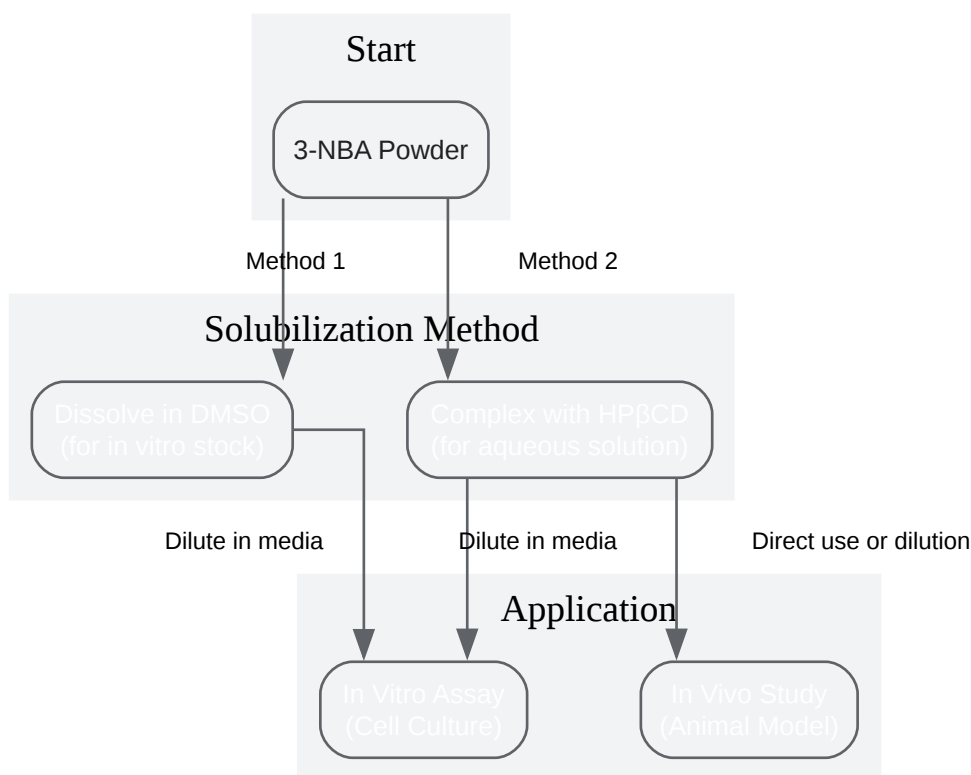 Start
3-NBA Powder
Method 1
Method 2
Solubilization Method
Dissolve in DMSO
(for in vitro stock)
Complex with HPβCD
(for aqueous solution)
Dilute in media
Dilute in media
Direct use or dilution
Application
In Vitro Assay
(Cell Culture)
In Vivo Study
(Animal Model)